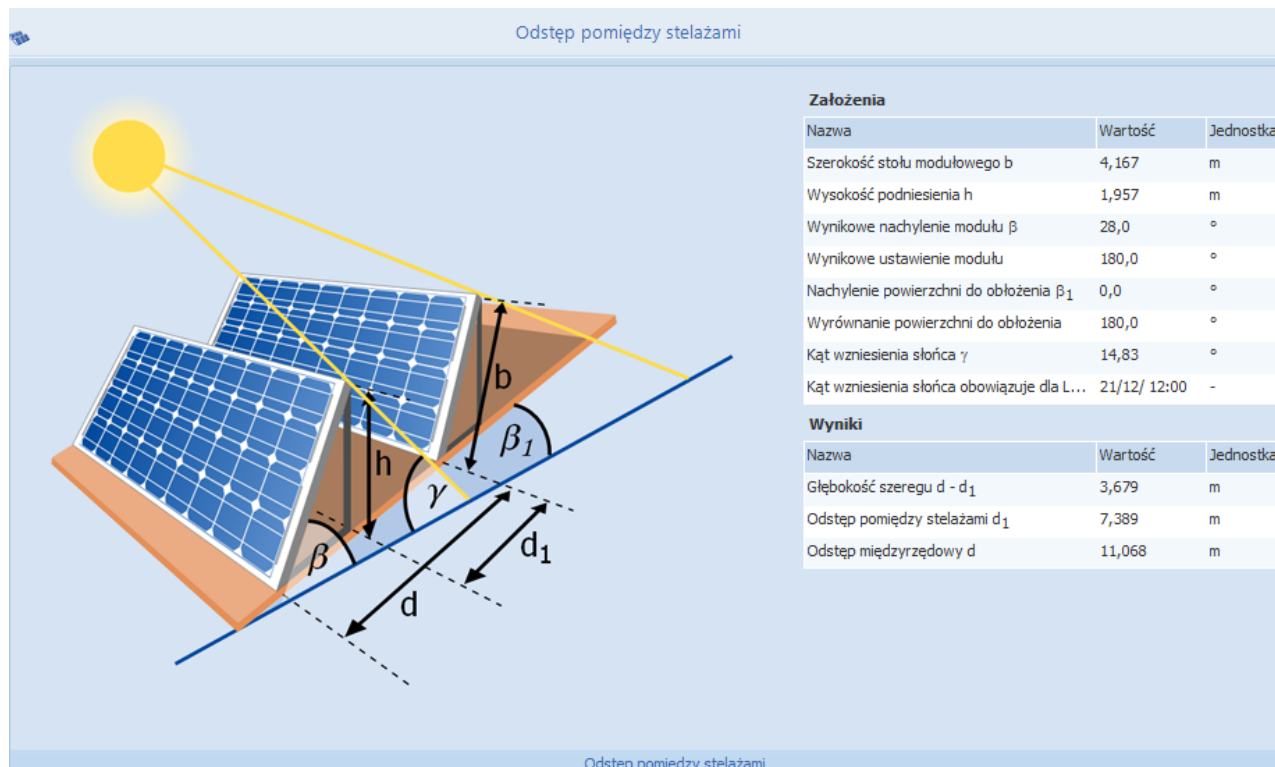 Odstęp pomiędzy stelażami
Założenia
Nazwa Wartość Jednostka
Szerokość stołu modułowego b 4,167 m
Wysokość podniesienia h 1,957 m
Wynikowe nachylenie modułu β 28,0 °
Wynikowe ustawienie modułu 180,0 °
Nachylenie powierzchni do obłożenia β₁ 0,0 °
Wyrównanie powierzchni do obłożenia 180,0 °
Kąt wzniesienia słońca γ 14,83 °
Kąt wzniesienia słońca obowiązuje dla L... 21/12/ 12:00 -
Wyniki
Nazwa Wartość Jednostka
Głębokość szeregu d - d₁ 3,679 m
Odstęp pomiędzy stelażami d₁ 7,389 m
Odstęp międzyrzędowy d 11,068 m
b
β₁
h
γ
d₁
β
d
Odstęp pomiędzy stelażami